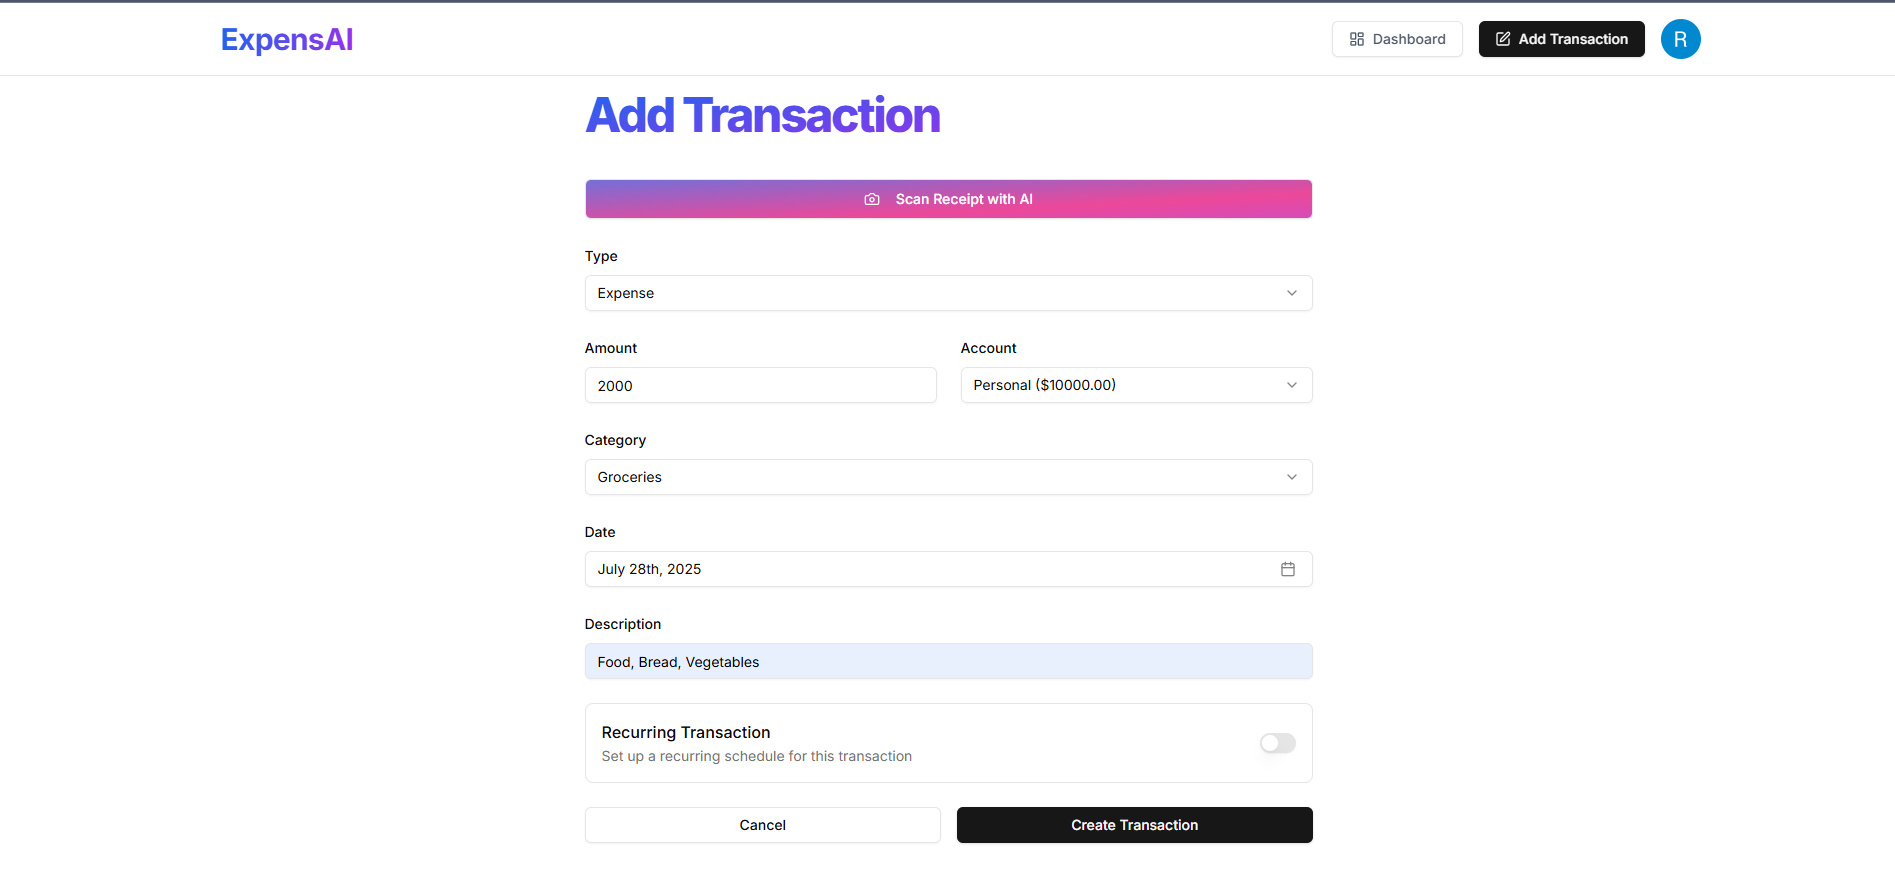 ExpensAI
Dashboard
Add Transaction
R
Add Transaction
Scan Receipt with AI
Type
Expense
Amount
Account
2000
Personal ($10000.00)
Category
Groceries
Date
July 28th, 2025
Description
Food, Bread, Vegetables
Recurring Transaction
Set up a recurring schedule for this transaction
Cancel
Create Transaction